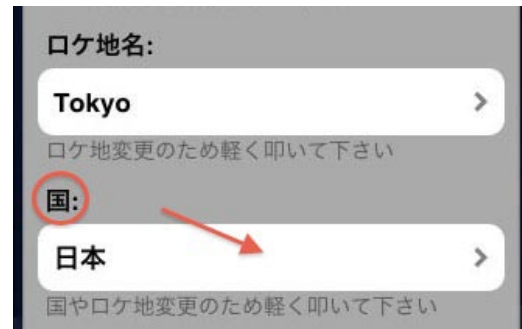 ロケ地名:
Tokyo
ロケ地変更のため軽く叩いて下さい
国:
日本
国やロケ地変更のため軽く叩いて下さい